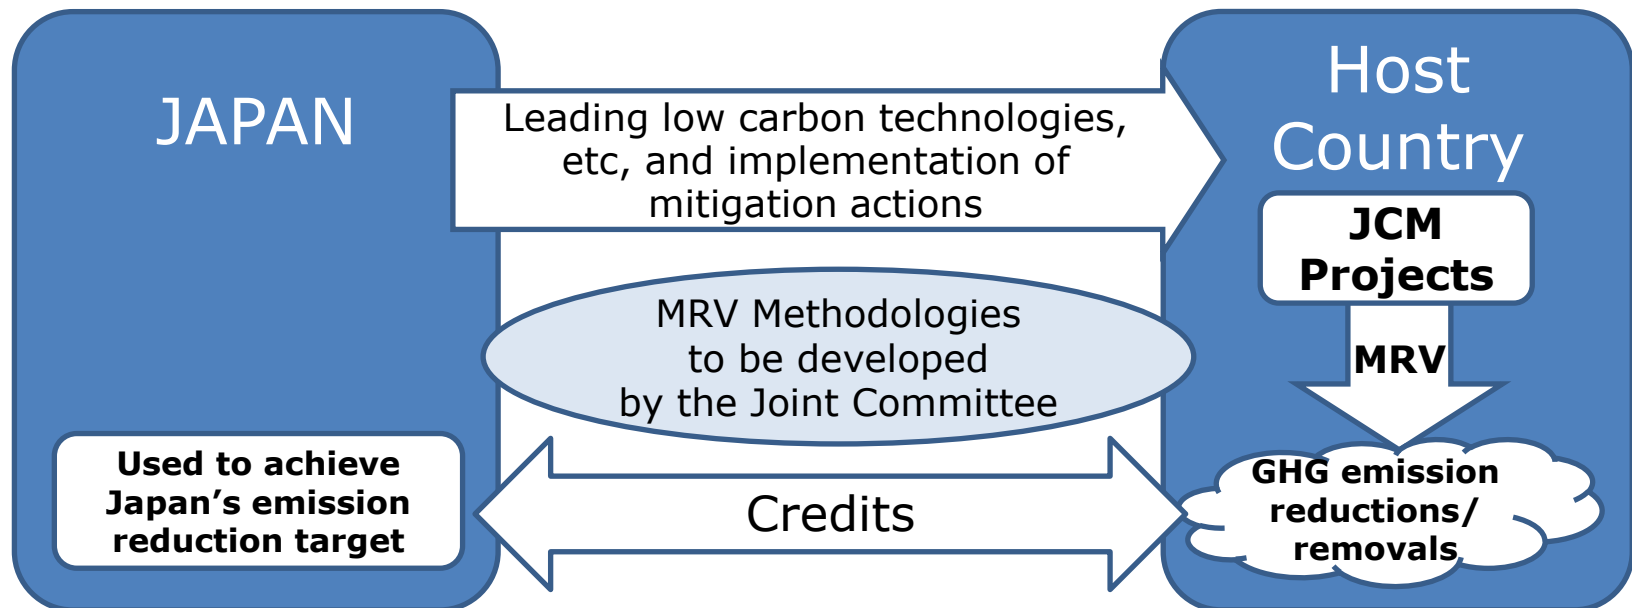 JAPAN
Leading low carbon technologies,
etc, and implementation of
mitigation actions
Host
Country
JCM
Projects
MRV Methodologies
to be developed
by the Joint Committee
MRV
Used to achieve
Japan’s emission
reduction target
Credits
GHG emission
reductions/
removals